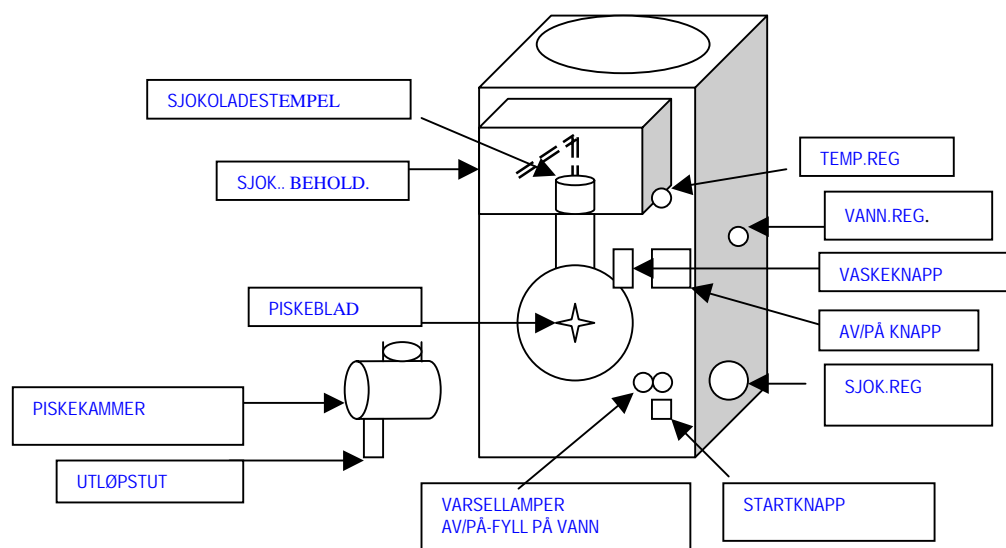 SJOKOLADESTEMPEL
TEMP.REG
SJOK.. BEHOLD.
VANN.REG.
VASKEKNAPP
PISKEBLAD
AV/PÅ KNAPP
SJOK.REG
PISKEKAMMER
UTLØPSTUT
VARSELLAMPER
AV/PÅ-FYLL PÅ VANN
STARTKNAPP